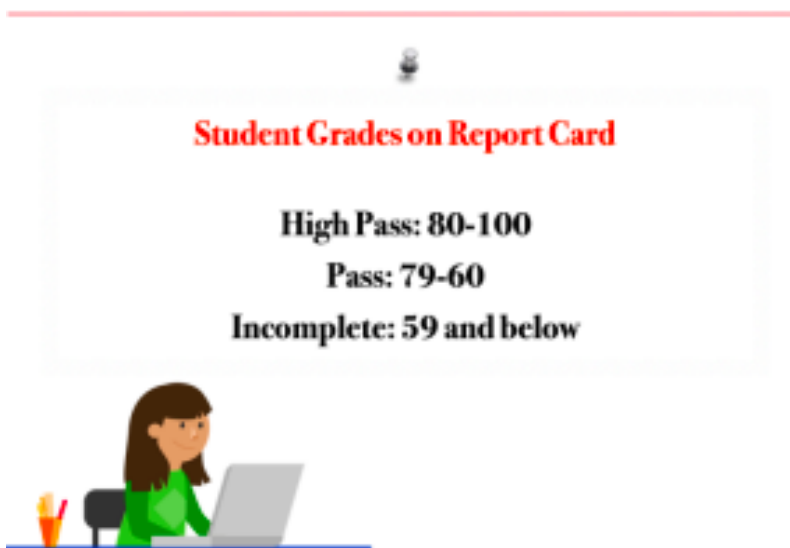 Student Grades on Report Card
High Pass: 80-100
Pass: 79-60
Incomplete: 59 and below